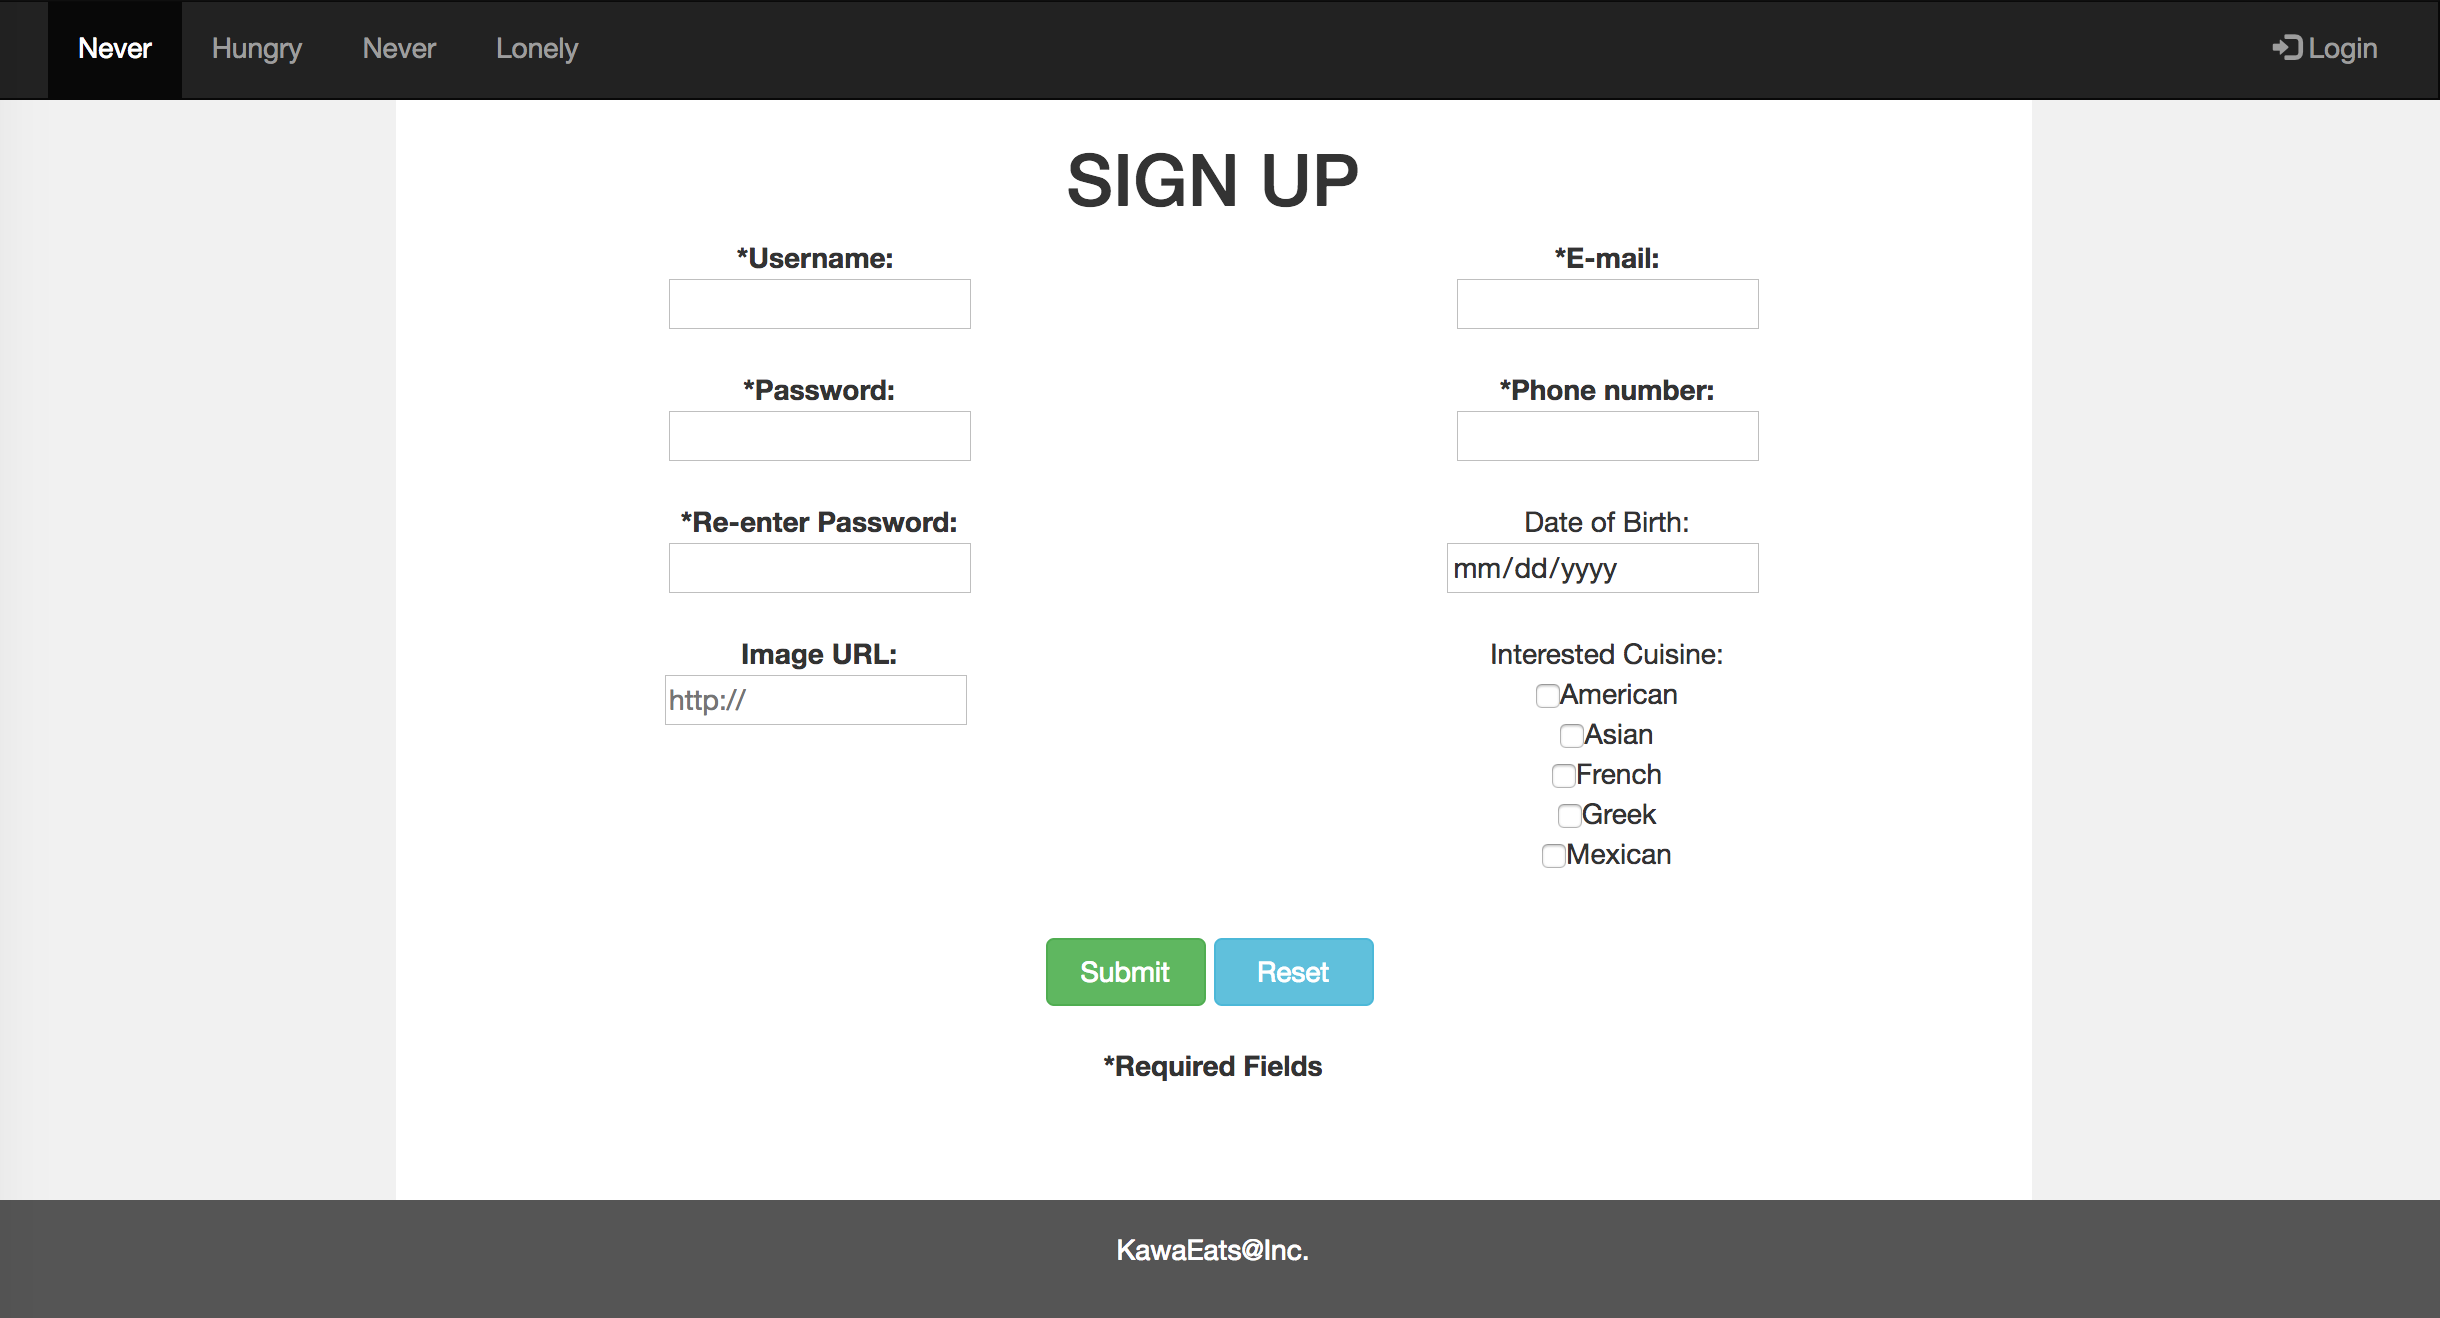 Never Hungry Never Lonely Login
SIGN UP
*Username:
*Password:
*Re-enter Password:
Image URL:
http://
*E-mail:
*Phone number:
Date of Birth:
mm/dd/yyyy
Interested Cuisine:
American
Asian
French
Greek
Mexican
Submit Reset
*Required Fields
KawaEats@Inc.